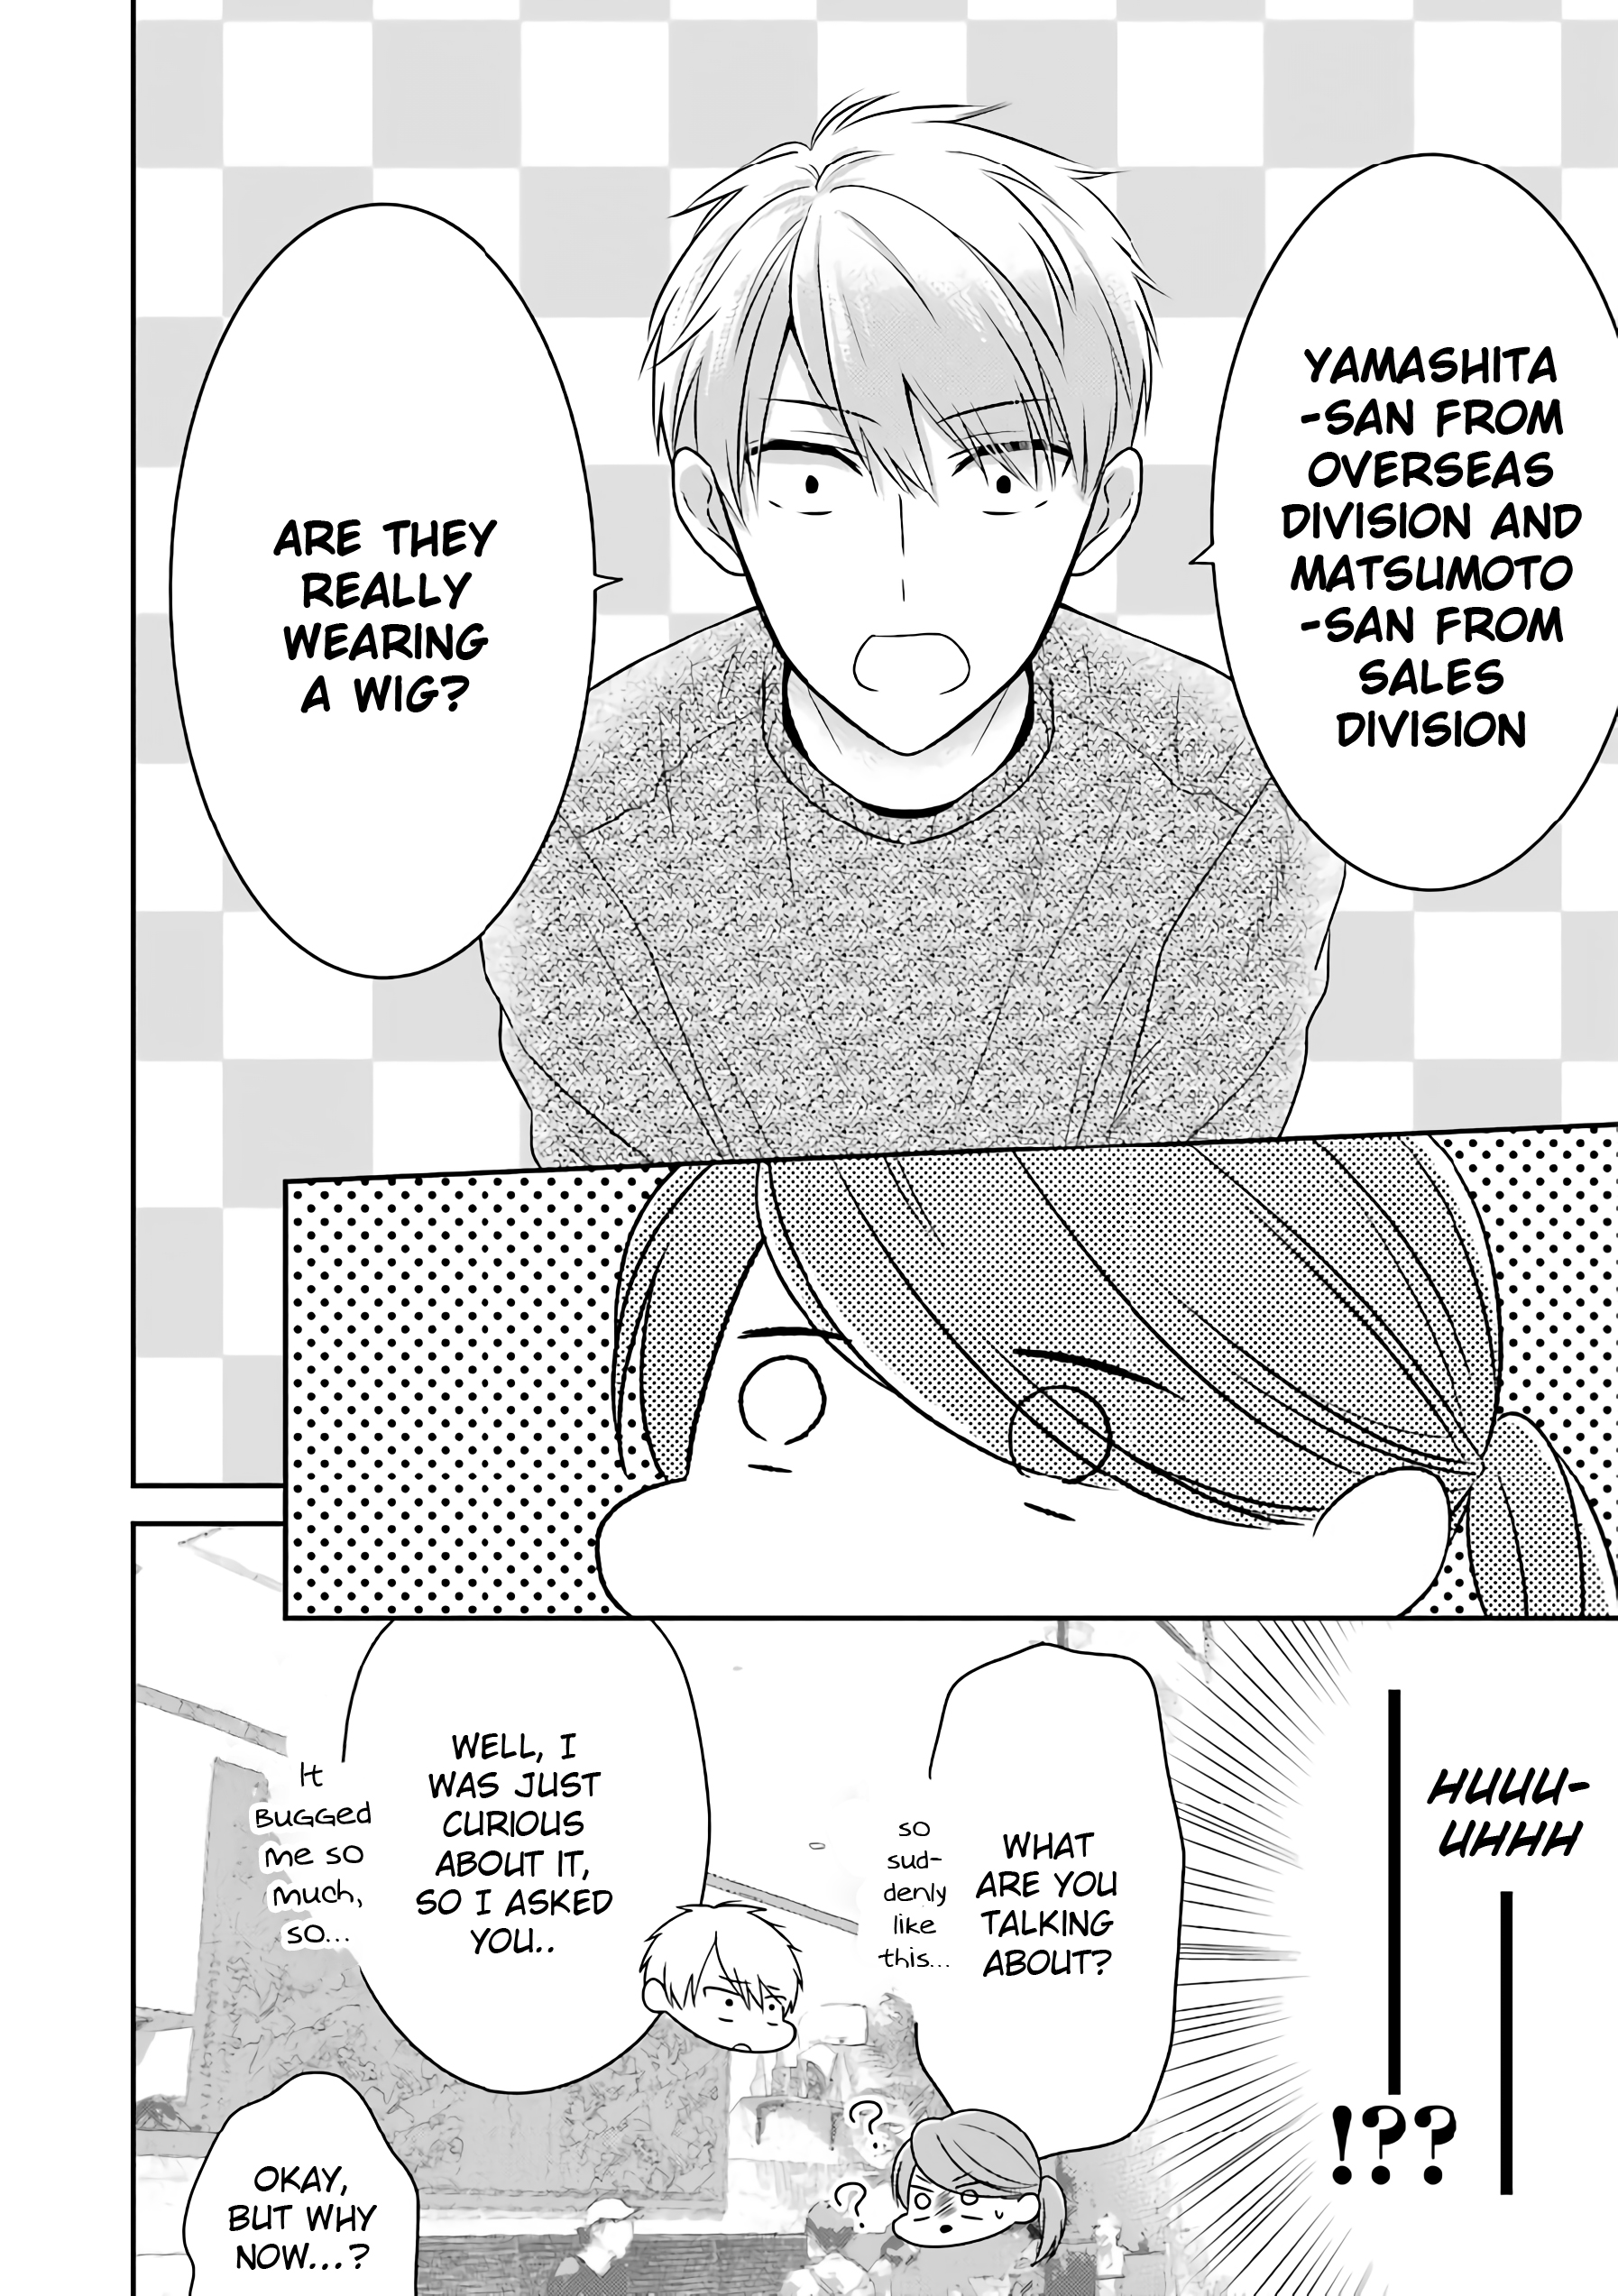 YAMASHITA
-SAN FROM
OVERSEAS
DIVISION AND
MATSUMOTO
-SAN FROM
SALES
DIVISION
ARE THEY
REALLY
WEARING
A WIG?
HUUU-
UHHH
!??
WHAT
ARE YOU
TALKING
ABOUT?
so
sud-
denly
like
this...
?
?
WELL, I
WAS JUST
CURIOUS
ABOUT IT,
SO I ASKED
YOU..
It
Bugged
me so
much,
so...
OKAY,
BUT WHY
NOW...?